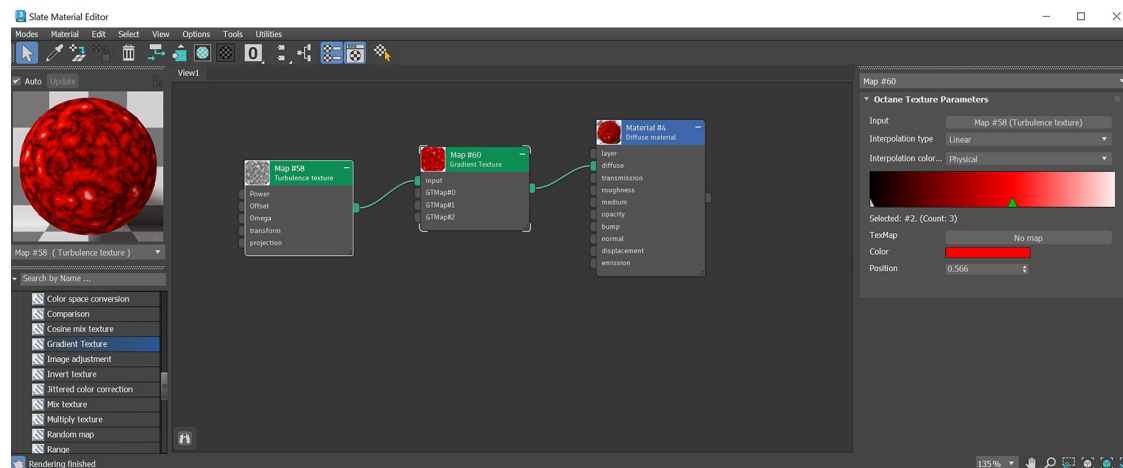 Slate Material Editor
Modes Material Edit Select View Options Tools Utilities
0
View1
Auto Update
Map #58 ( Turbulence texture )
Search by Name ...
Color space conversion
Comparison
Cosine mix texture
Gradient Texture
Image adjustment
Invert texture
Jittered color correction
Mix texture
Multiply texture
Random map
Range
Rendering finished
Map #58
Turbulence texture
Power
Offset
Omega
transform
projection
Map #60
Gradient Texture
input
GTMap#0
GTMap#1
GTMap#2
Material #4
Diffuse material
layer
diffuse
transmission
roughness
medium
opacity
bump
normal
displacement
emission
Map #60
Octane Texture Parameters
Input Map #58 (Turbulence texture)
Interpolation type Linear
Interpolation color... Physical
Selected: #2. (Count: 3)
TexMap No map
Color
Position 0.566
135 %